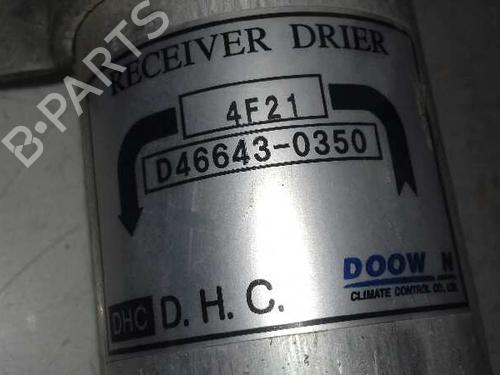 B-PARTS
RECEIVER DRIER
4F21
D46643-0350
DOOW N
CLIMATE CONTROL CO., LTD.
DHC D. H. C.